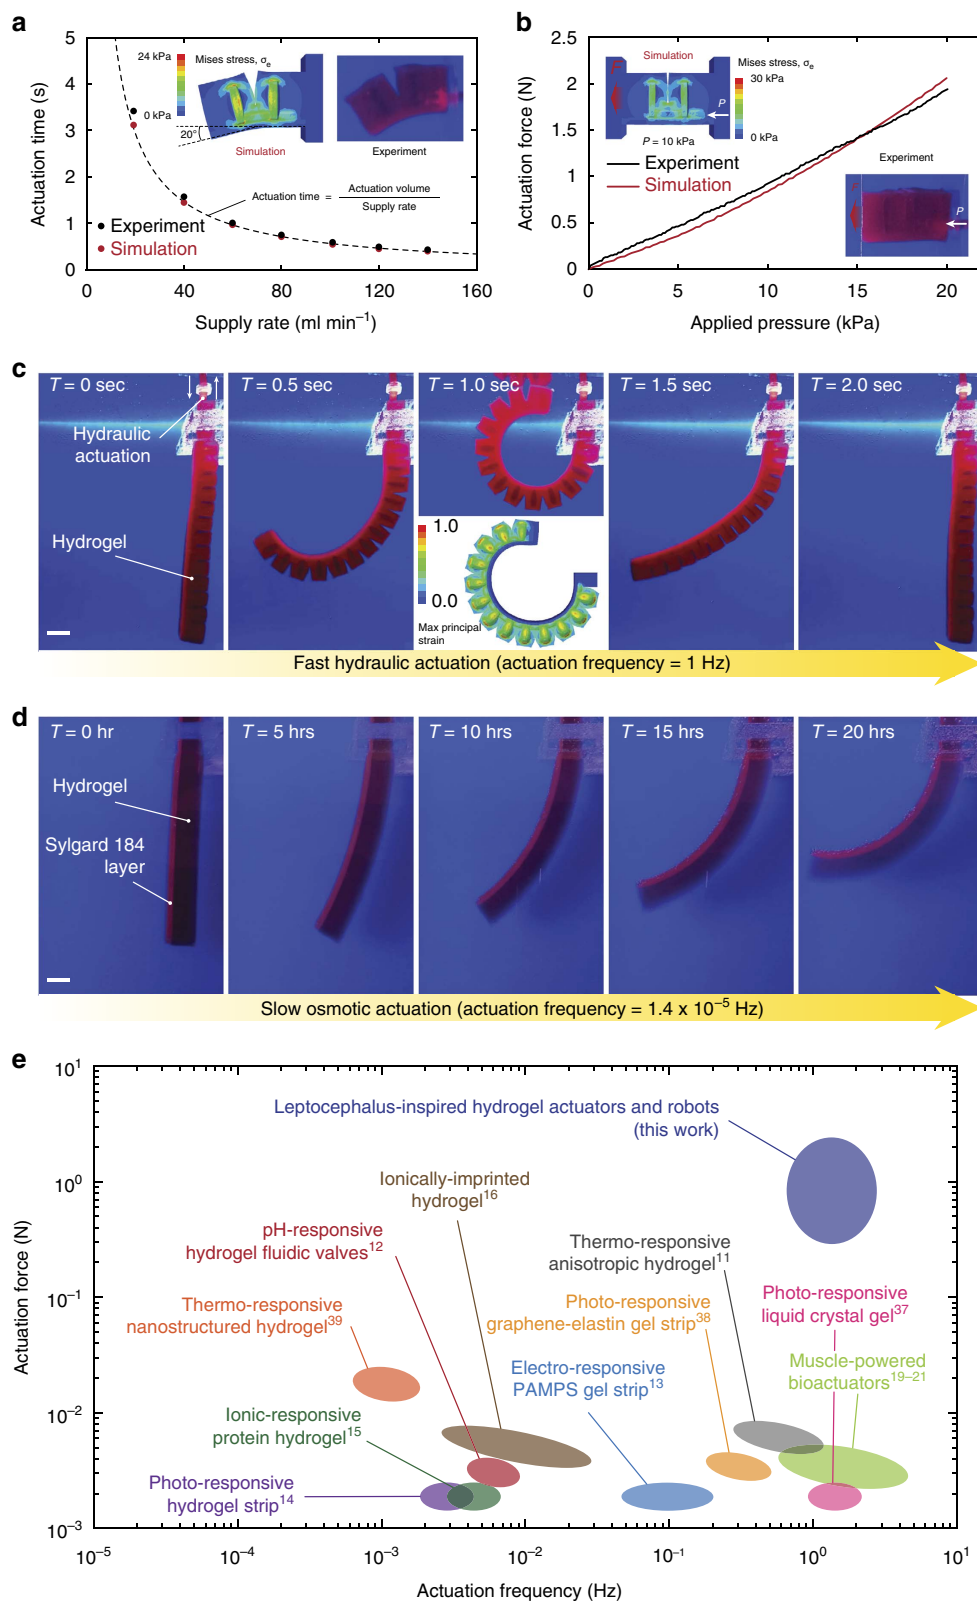 a
5
4
3
2
1
0
0
40
80
120
160
Actuation time (s)
Supply rate (ml min⁻¹)
24 kPa
0 kPa
Mises stress, σe
20°
Simulation
Experiment
Actuation time = Actuation volume
Supply rate
Experiment
Simulation
b
2.5
2
1.5
1
0.5
0
0
5
10
15
20
Actuation force (N)
Applied pressure (kPa)
Simulation
Mises stress, σe
30 kPa
0 kPa
F
P
P = 10 kPa
Experiment
Simulation
Experiment
F
P
c
T = 0 sec
T = 0.5 sec
T = 1.0 sec
T = 1.5 sec
T = 2.0 sec
Hydraulic
actuation
Hydrogel
1.0
0.0
Max principal
strain
Fast hydraulic actuation (actuation frequency = 1 Hz)
d
T = 0 hr
T = 5 hrs
T = 10 hrs
T = 15 hrs
T = 20 hrs
Hydrogel
Sylgard 184
layer
Slow osmotic actuation (actuation frequency = 1.4 x 10⁻⁵ Hz)
e
10¹
10⁰
10⁻¹
10⁻²
10⁻³
Actuation force (N)
Leptocephalus-inspired hydrogel actuators and robots
(this work)
Ionically-imprinted
hydrogel¹⁶
pH-responsive
hydrogel fluidic valves¹²
Thermo-responsive
anisotropic hydrogel¹¹
Thermo-responsive
nanostructured hydrogel³⁹
Photo-responsive
graphene-elastin gel strip³⁸
Photo-responsive
liquid crystal gel³⁷
Electro-responsive
PAMPS gel strip¹³
Muscle-powered
bioactuators¹⁹⁻²¹
Ionic-responsive
protein hydrogel¹⁵
Photo-responsive
hydrogel strip¹⁴
10⁻⁵
10⁻⁴
10⁻³
10⁻²
10⁻¹
10⁰
10¹
Actuation frequency (Hz)